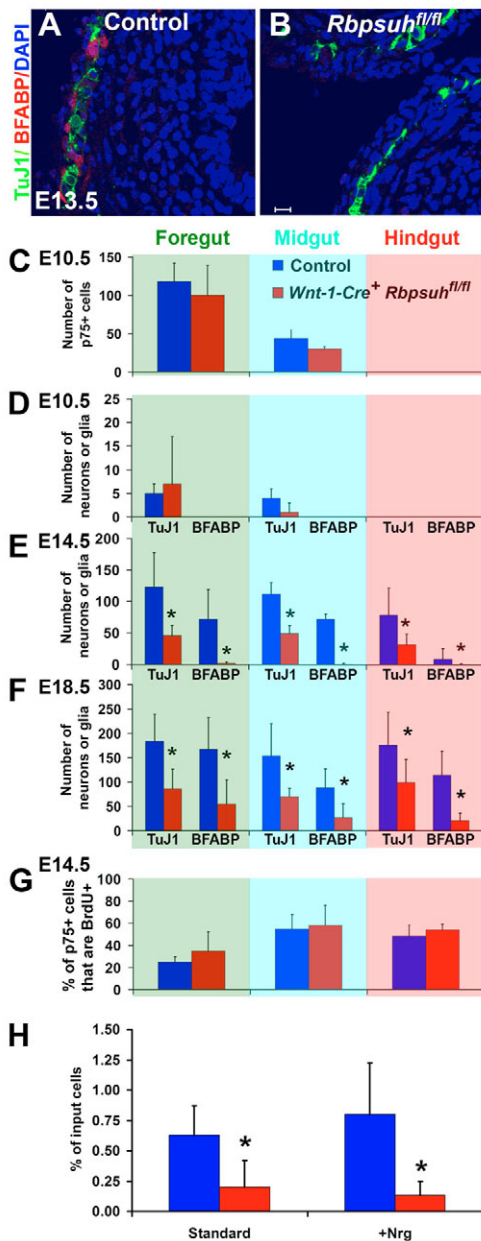 TuJ1/ BFABP/DAPI
A Control
E13.5
B Rbpsuhfl/fl
Foregut Midgut Hindgut
C E10.5
Number of
p75+ cells
150
100
50
0
Control
Wnt-1-Cre+ Rbpsuhfl/fl
D E10.5
Number of
neurons or glia
25
20
15
10
5
0
TuJ1 BFABP TuJ1 BFABP TuJ1 BFABP
E E14.5
Number of
neurons or glia
200
150
100
50
0
* * * * * *
TuJ1 BFABP TuJ1 BFABP TuJ1 BFABP
F E18.5
Number of
neurons or glia
300
250
200
150
100
50
0
* * * * * *
TuJ1 BFABP TuJ1 BFABP TuJ1 BFABP
G E14.5
% of p75+ cells
that are BrdU+
100
80
60
40
20
0
H
% of input cells
1.50
1.25
1.00
0.75
0.50
0.25
0.00
* *
Standard +Nrg